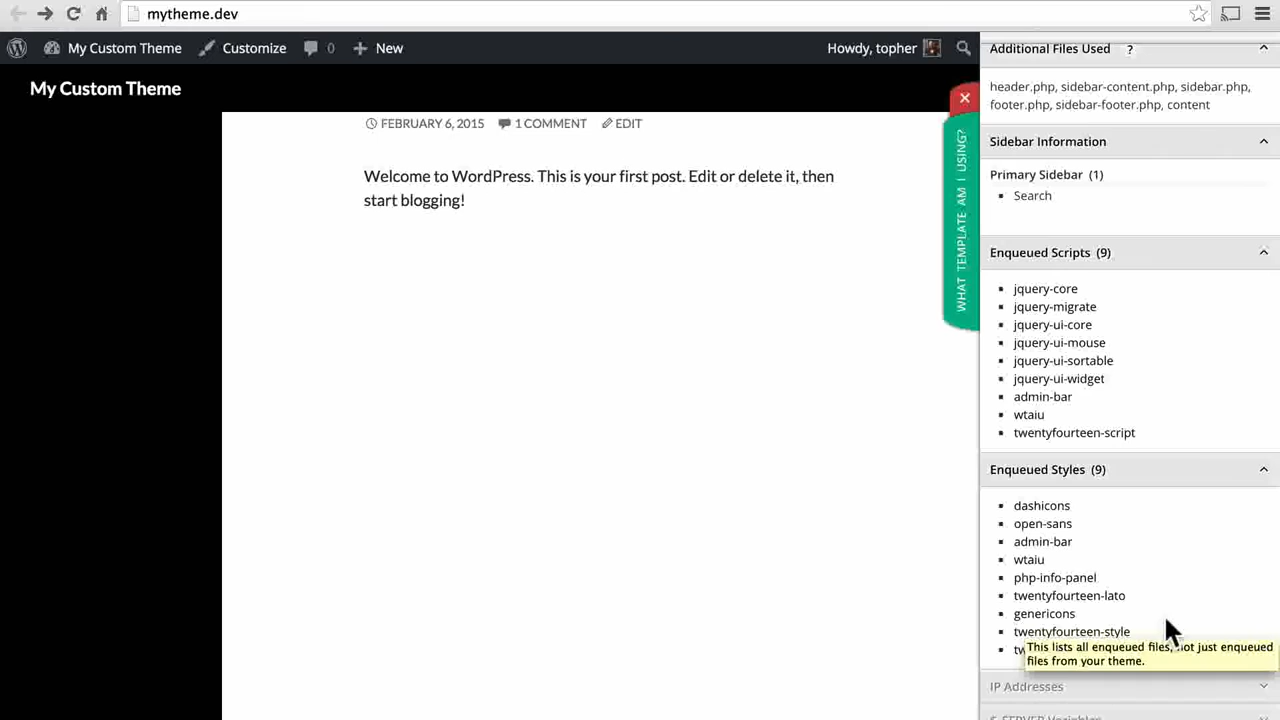 mytheme.dev
My Custom Theme Customize 0 New Howdy, topher
My Custom Theme
FEBRUARY 6, 2015 1 COMMENT EDIT
Welcome to WordPress. This is your first post. Edit or delete it, then
start blogging!
WHAT TEMPLATE AM I USING?
Additional Files Used ?
header.php, sidebar-content.php, sidebar.php,
footer.php, sidebar-footer.php, content
Sidebar Information
Primary Sidebar (1)
Search
Enqueued Scripts (9)
jquery-core
jquery-migrate
jquery-ui-core
jquery-ui-mouse
jquery-ui-sortable
jquery-ui-widget
admin-bar
wtaiu
twentyfourteen-script
Enqueued Styles (9)
dashicons
open-sans
admin-bar
wtaiu
php-info-panel
twentyfourteen-lato
genericons
twentyfourteen-style
This lists all enqueued files, not just enqueued
files from your theme.
IP Addresses